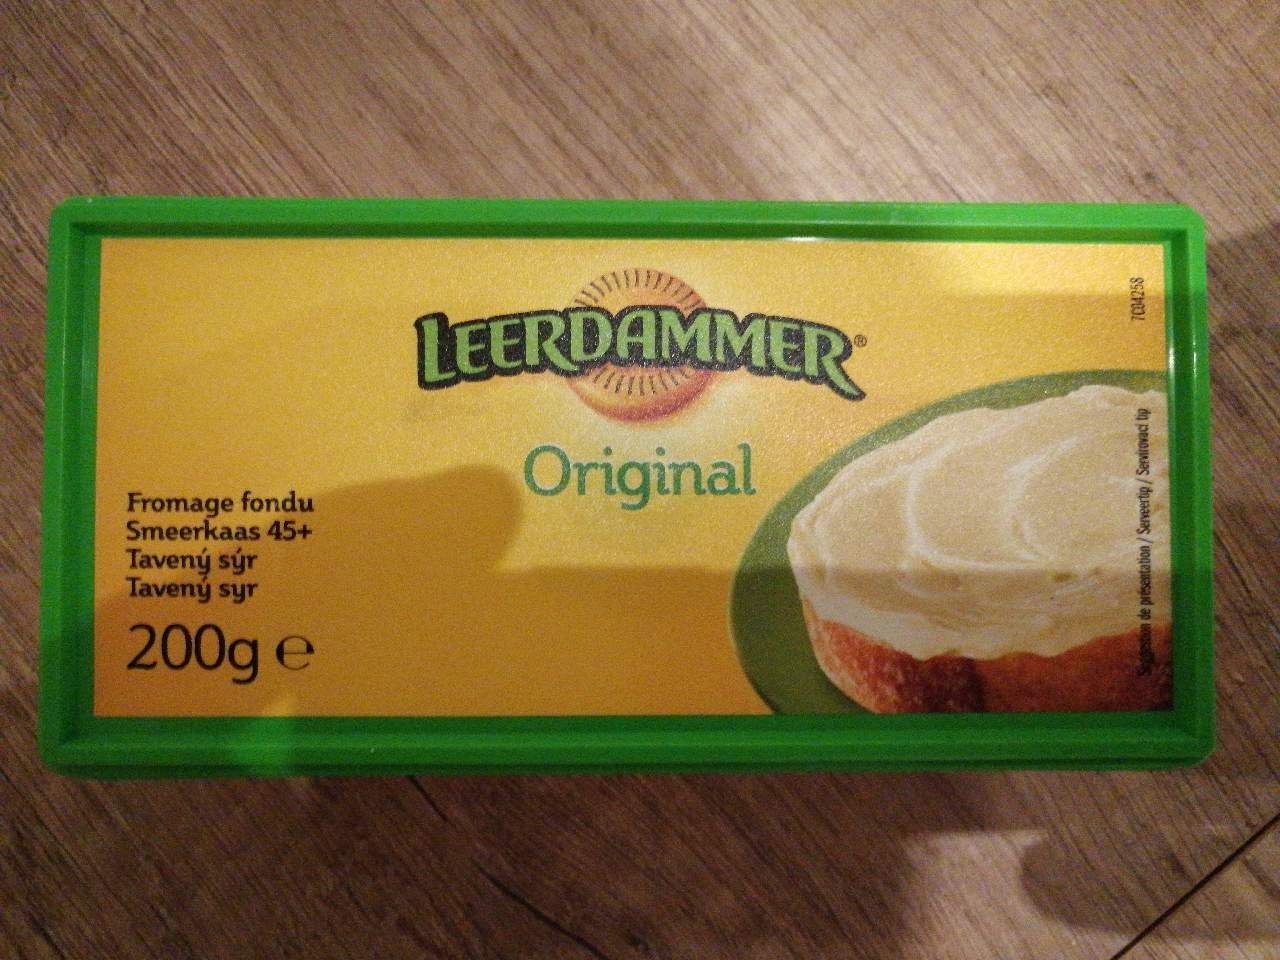 LEERDAMMER®
Original
Fromage fondu
Smeerkaas 45+
Tavený sýr
Tavený syr
200g ℮
7C04258
Suggestion de présentation / Serveertip / Servírovací tip